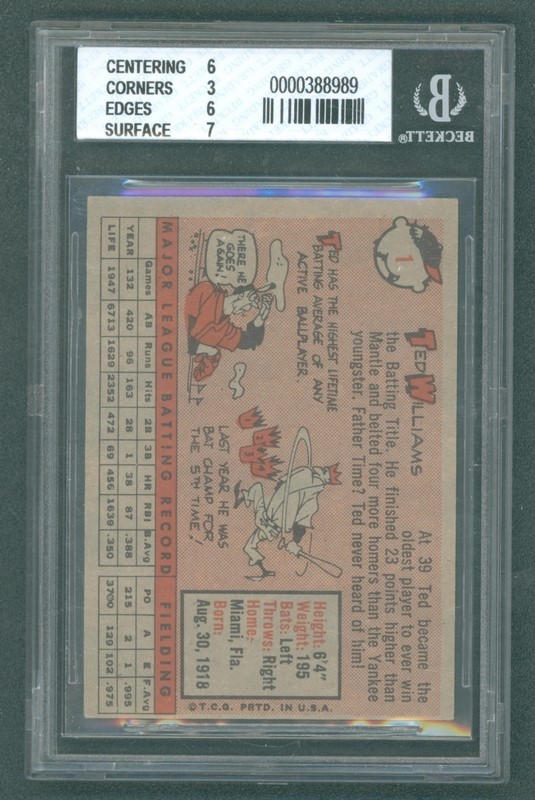 CENTERING 6
CORNERS 3
EDGES 6
SURFACE 7
0000388989
BECKETT®
1
TED WILLIAMS
At 39 Ted became the
oldest player to ever win
the Batting Title. He finished 23 points higher than
Mantle and belted four more homers than the Yankee
youngster. Father Time? Ted never heard of him!
TED HAS THE HIGHEST LIFETIME
BATTING AVERAGE OF ANY
ACTIVE BALLPLAYER.
THERE HE
GOES
AGAIN!
LAST YEAR HE WAS
BAT CHAMP FOR
THE 5TH TIME!
Height: 6'4"
Weight: 195
Bats: Left
Throws: Right
Home:
Miami, Fla.
Born:
Aug. 30, 1918
©T.C.G. PRTD. IN U.S.A.
MAJOR LEAGUE BATTING RECORD FIELDING
Games AB Runs Hits 2B 3B HR RBI B.Avg PO A E F.Avg
YEAR 132 420 96 163 28 1 38 87 .388 215 2 1 .995
LIFE 1947 6713 1629 2352 472 69 456 1639 .350 3700 129 102 .975